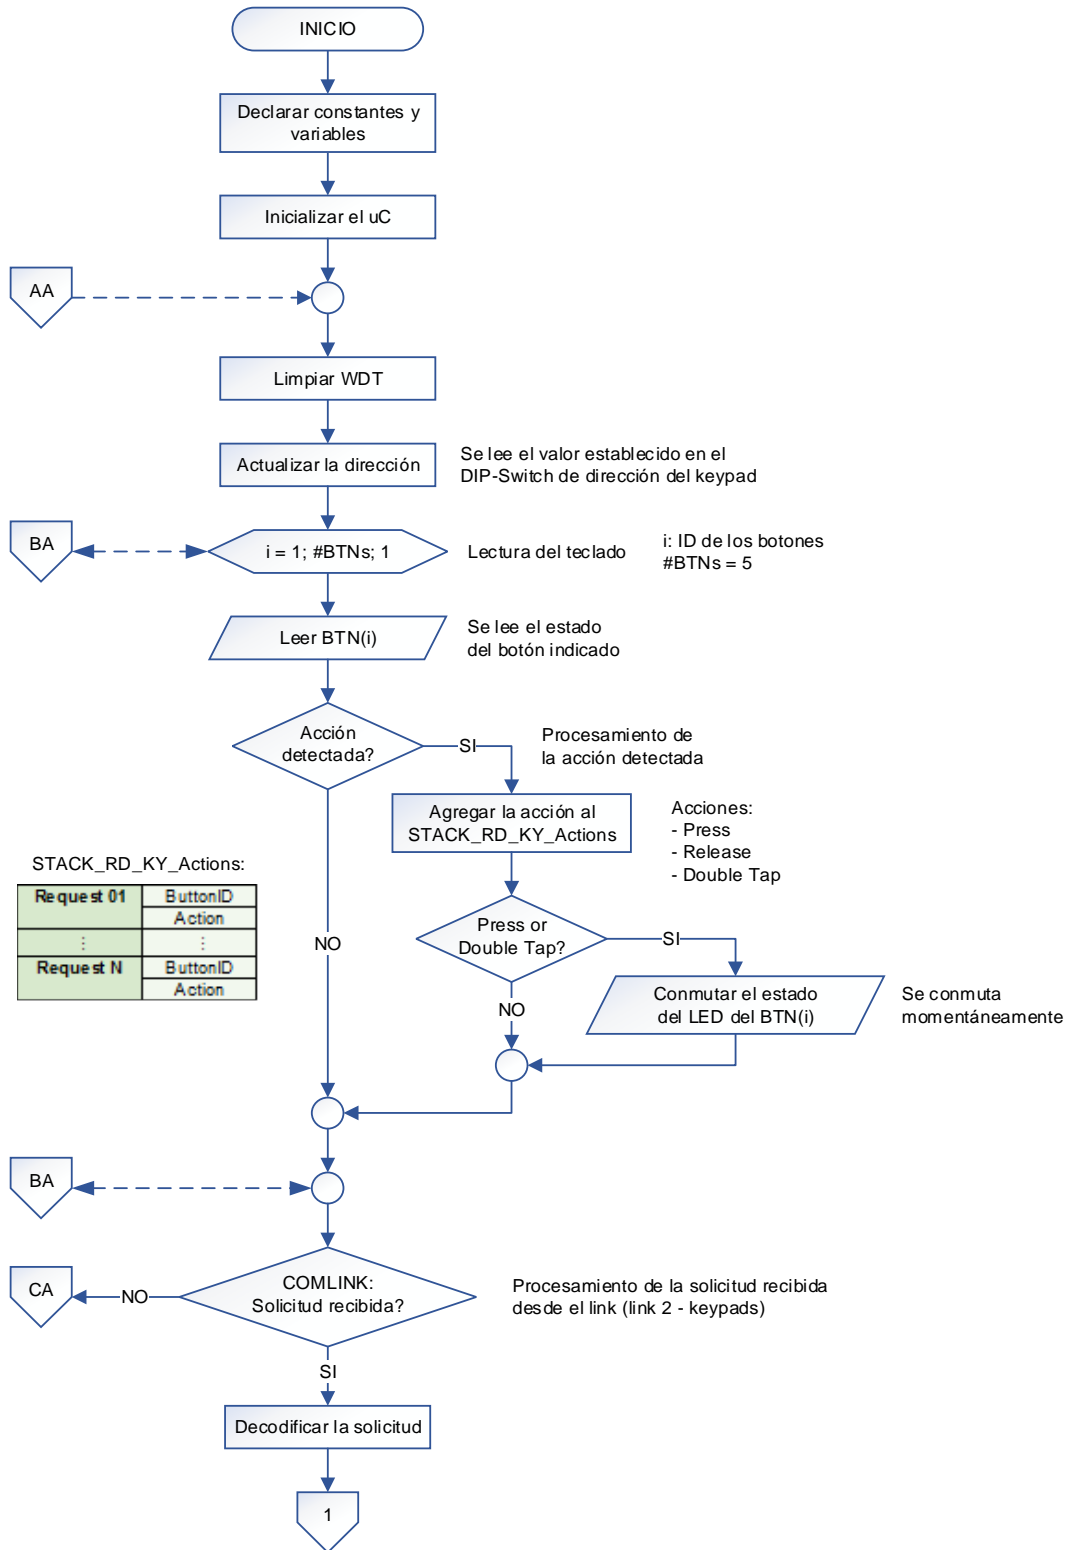 INICIO
Declarar constantes y
variables
Inicializar el uC
AA
Limpiar WDT
Actualizar la dirección
Se lee el valor establecido en el
DIP-Switch de dirección del keypad
BA
i = 1; #BTNs; 1
Lectura del teclado
i: ID de los botones
#BTNs = 5
Leer BTN(i)
Se lee el estado
del botón indicado
Acción
detectada?
SI
Procesamiento de
la acción detectada
Agregar la acción al
STACK_RD_KY_Actions
Acciones:
- Press
- Release
- Double Tap
STACK_RD_KY_Actions:
Request 01
ButtonID
Action
⋮
⋮
Request N
ButtonID
Action
NO
Press or
Double Tap?
SI
NO
Conmutar el estado
del LED del BTN(i)
Se conmuta
momentáneamente
BA
CA
NO
COMLINK:
Solicitud recibida?
Procesamiento de la solicitud recibida
desde el link (link 2 - keypads)
SI
Decodificar la solicitud
1